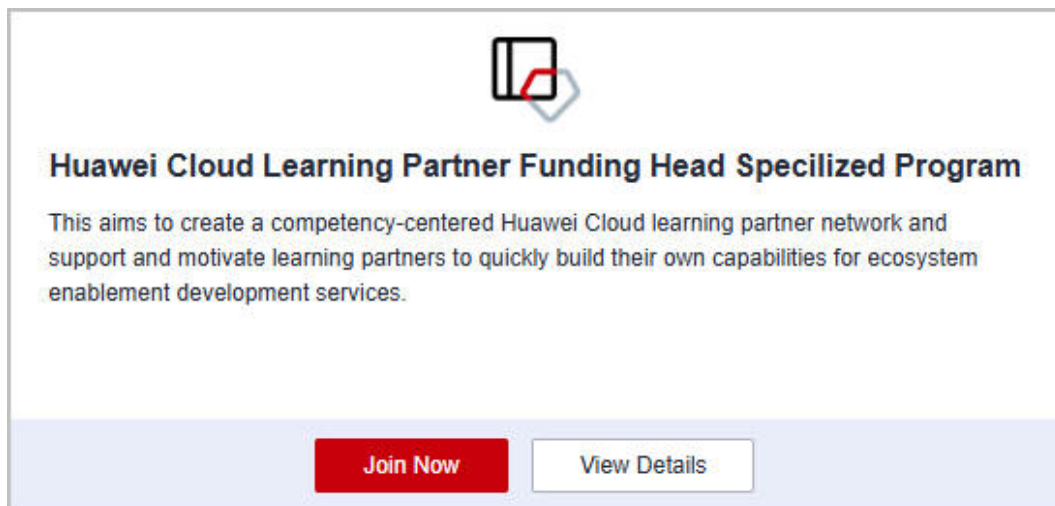 Huawei Cloud Learning Partner Funding Head Specilized Program
This aims to create a competency-centered Huawei Cloud learning partner network and
support and motivate learning partners to quickly build their own capabilities for ecosystem
enablement development services.
Join Now
View Details